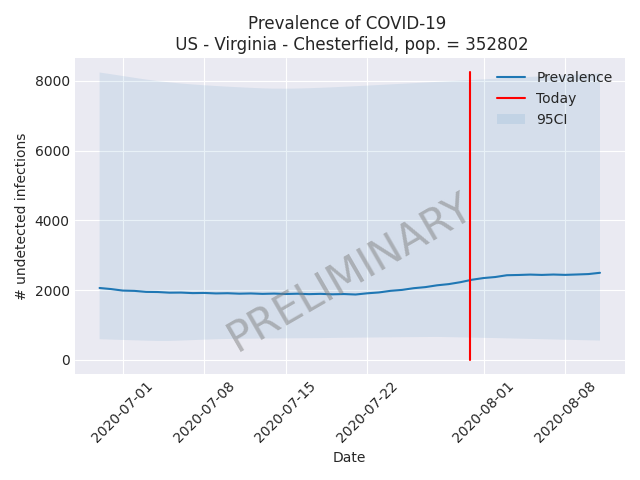 Prevalence of COVID-19
US - Virginia - Chesterfield, pop. = 352802
8000
6000
4000
2000
0
# undetected infections
Prevalence
Today
95CI
PRELIMINARY
2020-07-01
2020-07-08
2020-07-15
2020-07-22
2020-08-01
2020-08-08
Date